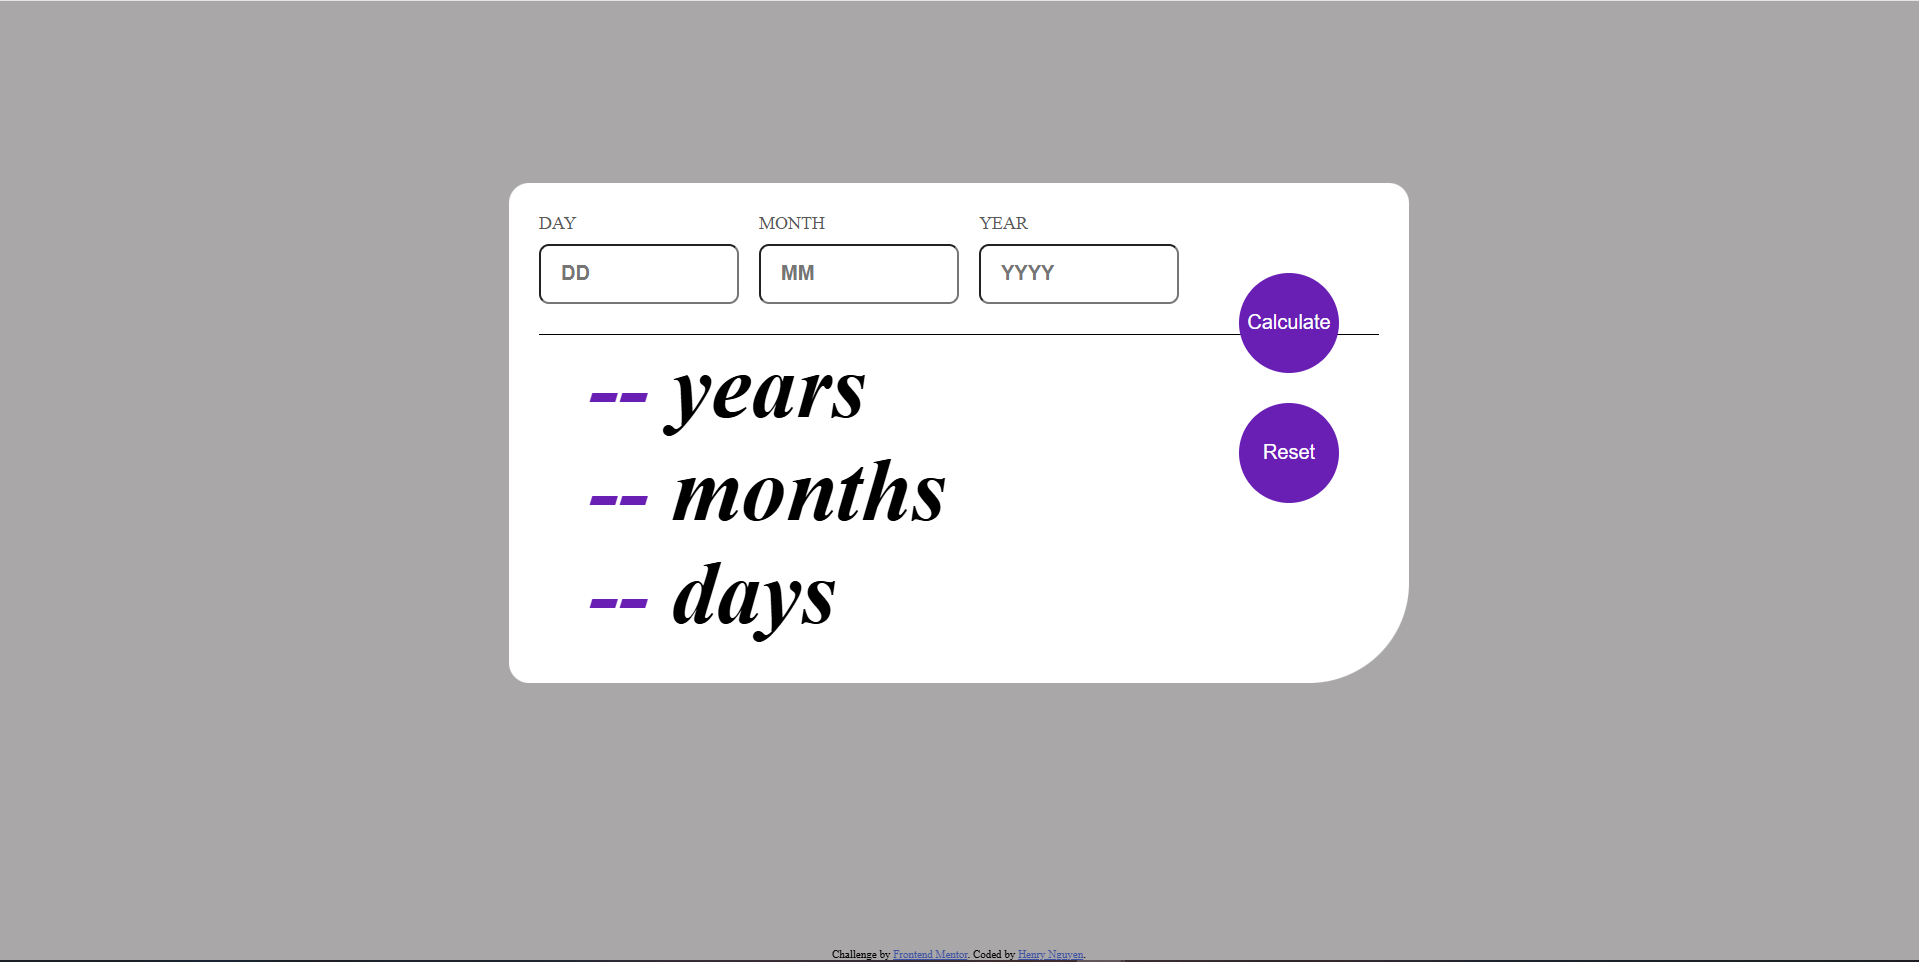 DAY MONTH YEAR
DD MM YYYY
Calculate
-- years
Reset
-- months
-- days
Challenge by Frontend Mentor. Coded by Henry Nguyen.